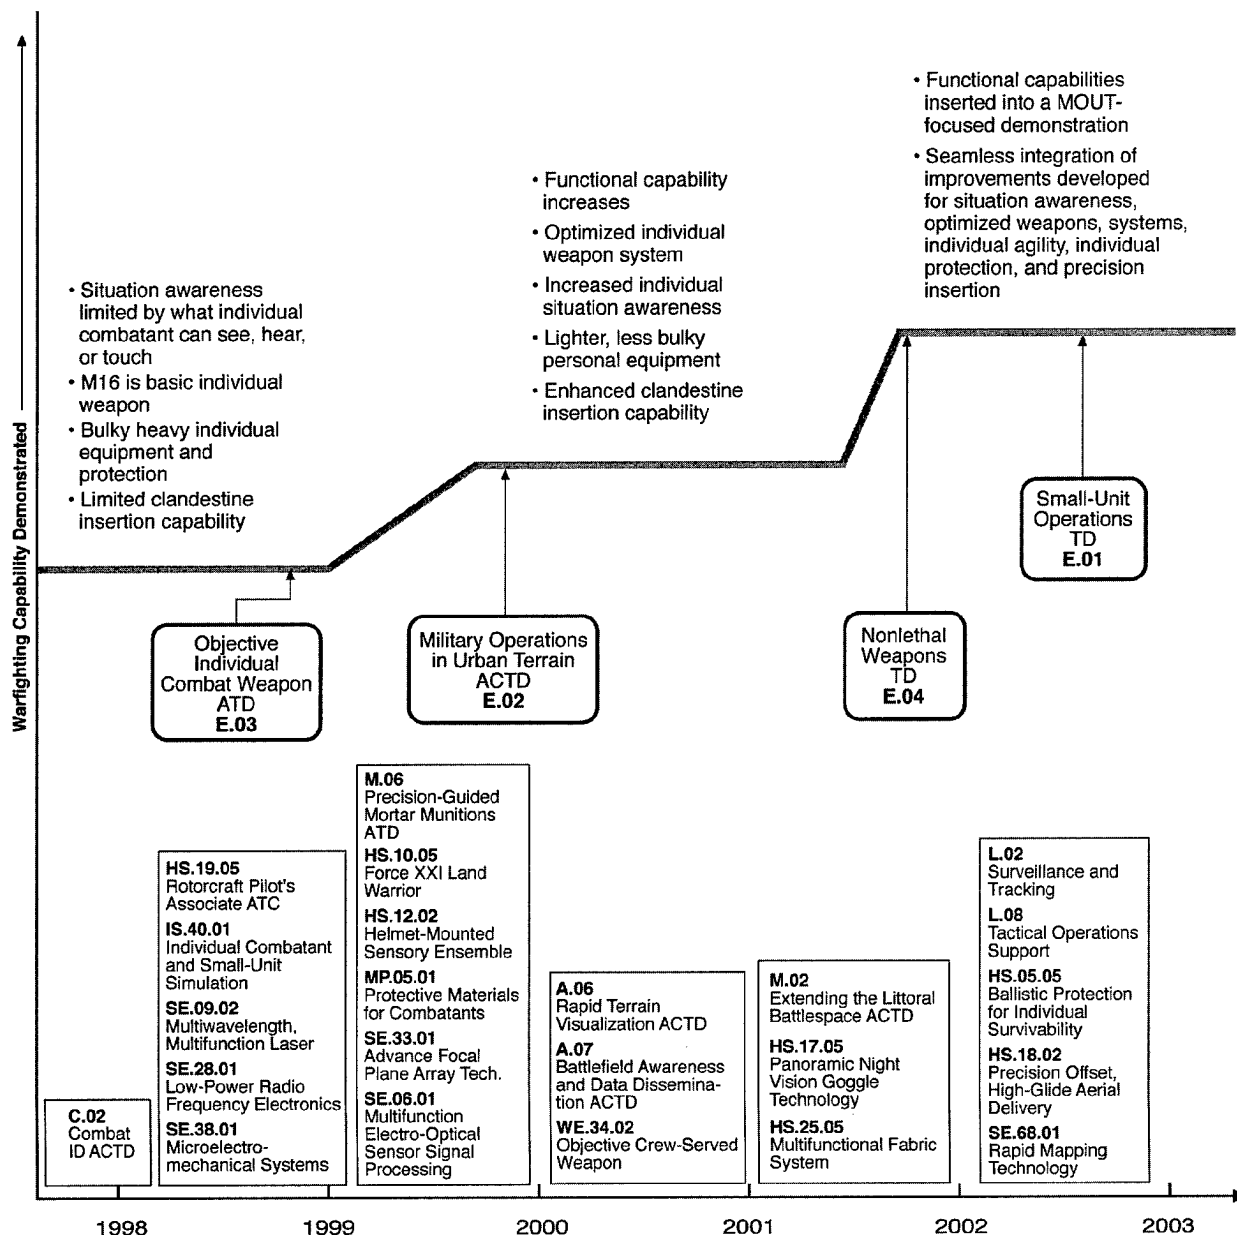 • Functional capabilities
inserted into a MOUT-
focused demonstration
• Seamless integration of
improvements developed
for situation awareness,
optimized weapons, systems,
individual agility, individual
protection, and precision
insertion
• Functional capability
increases
• Optimized individual
weapon system
• Increased individual
situation awareness
• Lighter, less bulky
personal equipment
• Enhanced clandestine
insertion capability
• Situation awareness
limited by what individual
combatant can see, hear,
or touch
• M16 is basic individual
weapon
• Bulky heavy individual
equipment and
protection
• Limited clandestine
insertion capability
Warfighting Capability Demonstrated
Objective
Individual
Combat Weapon
ATD
E.03
Military Operations
in Urban Terrain
ACTD
E.02
Nonlethal
Weapons
TD
E.04
Small-Unit
Operations
TD
E.01
C.02
Combat
ID ACTD
HS.19.05
Rotorcraft Pilot's
Associate ATC
IS.40.01
Individual Combatant
and Small-Unit
Simulation
SE.09.02
Multiwavelength,
Multifunction Laser
SE.28.01
Low-Power Radio
Frequency Electronics
SE.38.01
Microelectro-
mechanical Systems
M.06
Precision-Guided
Mortar Munitions
ATD
HS.10.05
Force XXI Land
Warrior
HS.12.02
Helmet-Mounted
Sensory Ensemble
MP.05.01
Protective Materials
for Combatants
SE.33.01
Advance Focal
Plane Array Tech.
SE.06.01
Multifunction
Electro-Optical
Sensor Signal
Processing
A.06
Rapid Terrain
Visualization ACTD
A.07
Battlefield Awareness
and Data Dissemina-
tion ACTD
WE.34.02
Objective Crew-Served
Weapon
M.02
Extending the Littoral
Battlespace ACTD
HS.17.05
Panoramic Night
Vision Goggle
Technology
HS.25.05
Multifunctional Fabric
System
L.02
Surveillance and
Tracking
L.08
Tactical Operations
Support
HS.05.05
Ballistic Protection
for Individual
Survivability
HS.18.02
Precision Offset,
High-Glide Aerial
Delivery
SE.68.01
Rapid Mapping
Technology
1998
1999
2000
2001
2002
2003